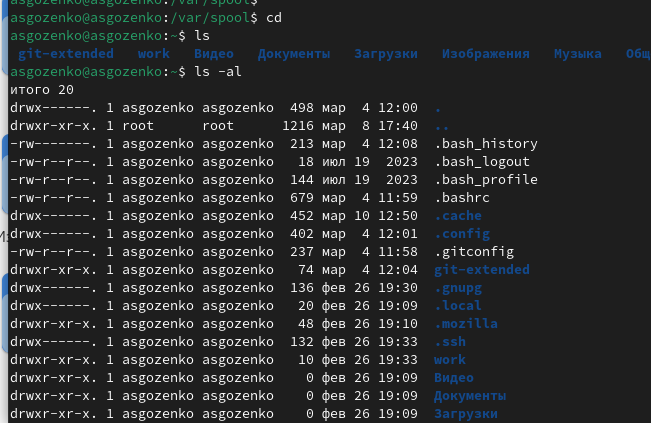 asgozenko@asgozenko:/var/spool$
asgozenko@asgozenko:/var/spool$ cd
asgozenko@asgozenko:~$ ls
git-extended work Видео Документы Загрузки Изображения Музыка Общ
asgozenko@asgozenko:~$ ls -al
итого 20
drwx------. 1 asgozenko asgozenko 498 мар 4 12:00 .
drwxr-xr-x. 1 root root 1216 мар 8 17:40 ..
-rw-------. 1 asgozenko asgozenko 213 мар 4 12:08 .bash_history
-rw-r--r--. 1 asgozenko asgozenko 18 июл 19 2023 .bash_logout
-rw-r--r--. 1 asgozenko asgozenko 144 июл 19 2023 .bash_profile
-rw-r--r--. 1 asgozenko asgozenko 679 мар 4 11:59 .bashrc
drwx------. 1 asgozenko asgozenko 452 мар 10 12:50 .cache
drwx------. 1 asgozenko asgozenko 402 мар 4 12:01 .config
-rw-r--r--. 1 asgozenko asgozenko 237 мар 4 11:58 .gitconfig
drwxr-xr-x. 1 asgozenko asgozenko 74 мар 4 12:04 git-extended
drwx------. 1 asgozenko asgozenko 136 фев 26 19:30 .gnupg
drwx------. 1 asgozenko asgozenko 20 фев 26 19:09 .local
drwxr-xr-x. 1 asgozenko asgozenko 48 фев 26 19:10 .mozilla
drwx------. 1 asgozenko asgozenko 132 фев 26 19:33 .ssh
drwxr-xr-x. 1 asgozenko asgozenko 10 фев 26 19:33 work
drwxr-xr-x. 1 asgozenko asgozenko 0 фев 26 19:09 Видео
drwxr-xr-x. 1 asgozenko asgozenko 0 фев 26 19:09 Документы
drwxr-xr-x. 1 asgozenko asgozenko 0 фев 26 19:09 Загрузки